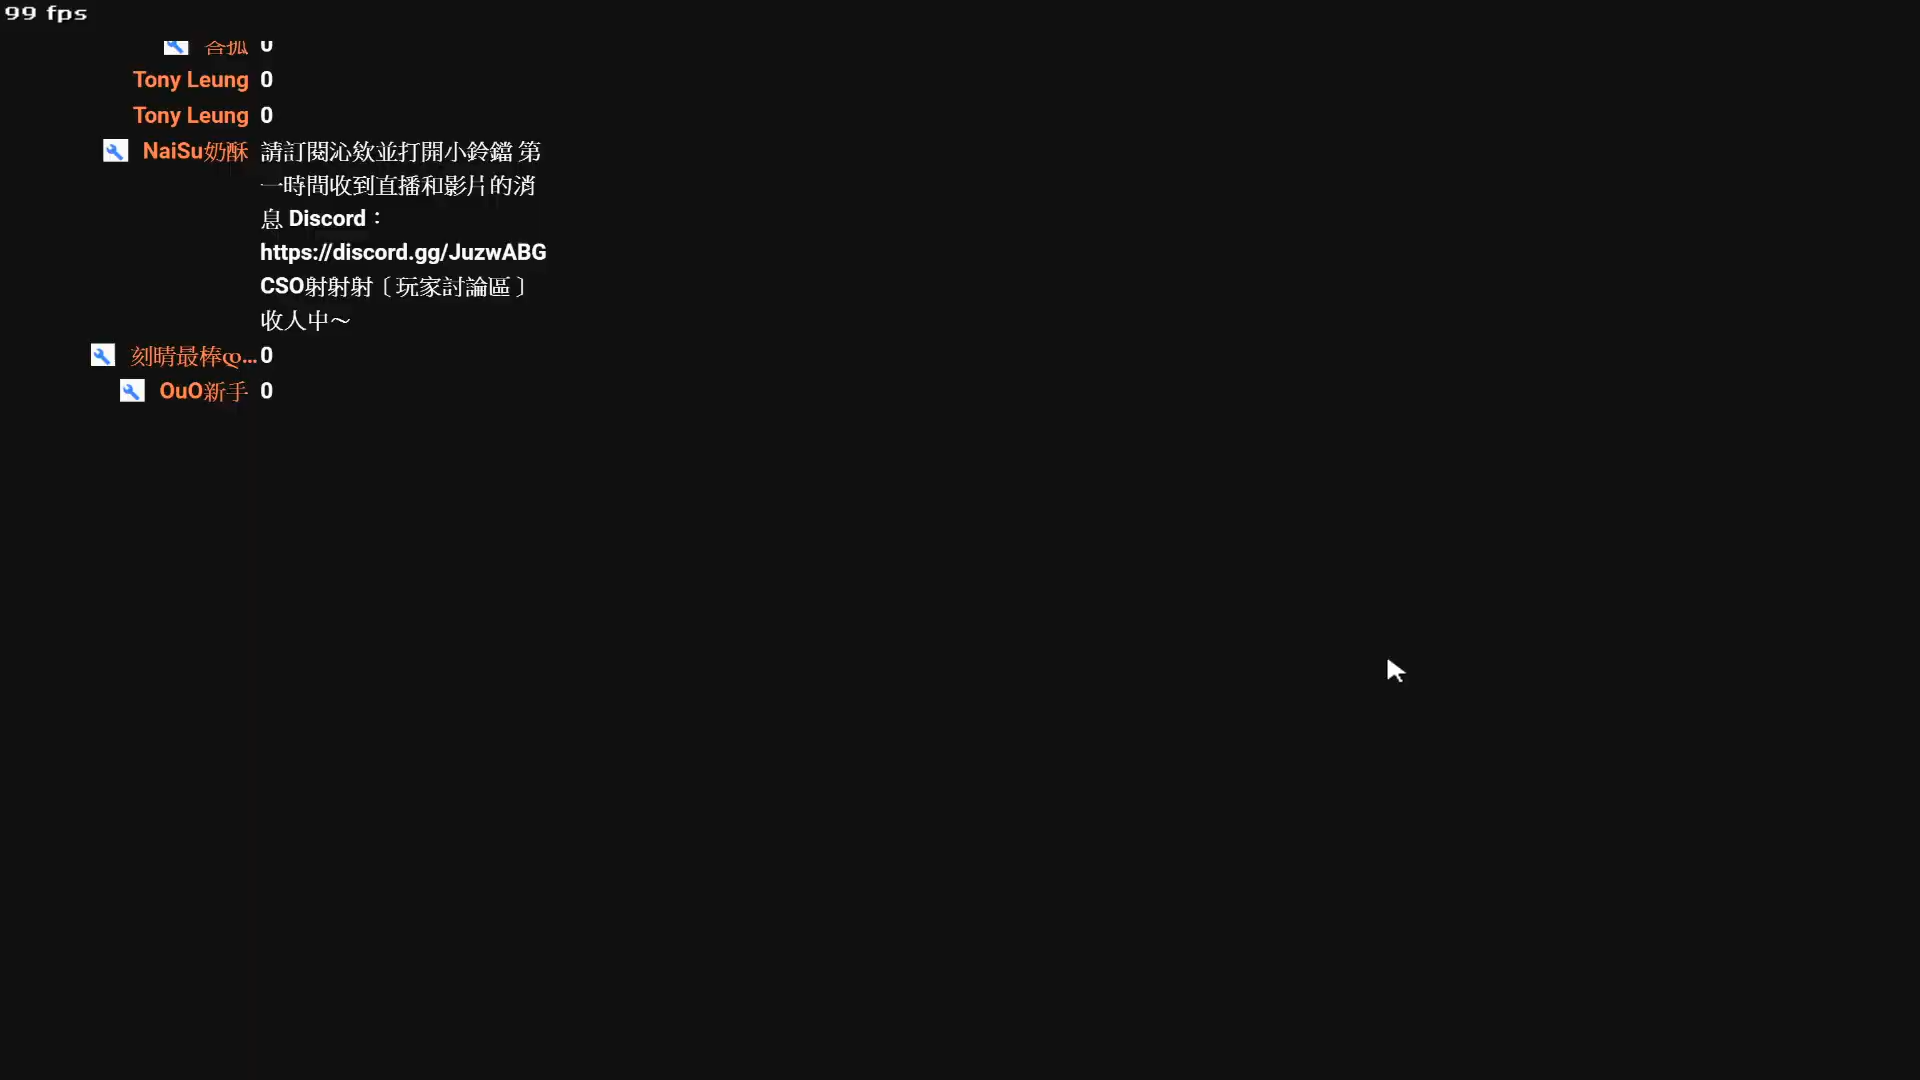 99 fps
0
Tony Leung 0
Tony Leung 0
NaiSu奶酥 請訂閱沁欸並打開小鈴鐺 第
一時間收到直播和影片的消
息 Discord：
https://discord.gg/JuzwABG
CSO射射射〔玩家討論區〕
收人中～
刻晴最棒ღ... 0
OuO新手 0